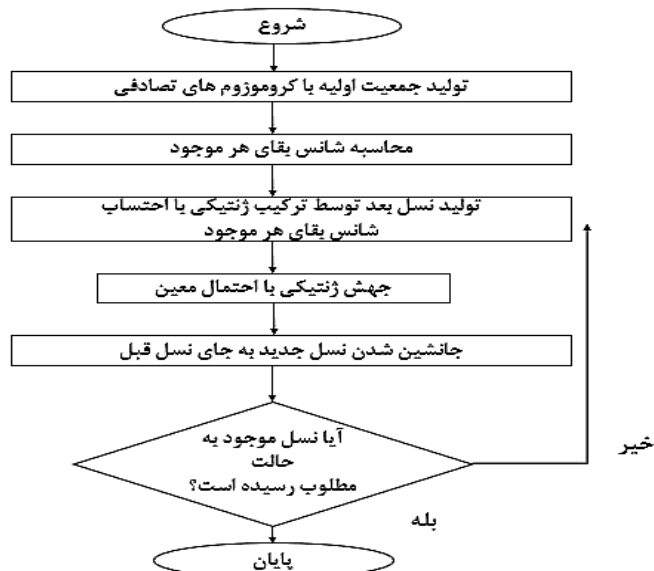 شروع
تولید جمعیت اولیه با کروموزوم های تصادفی
محاسبه شانس بقای هر موجود
تولید نسل بعد توسط ترکیب ژنتیکی با احتساب
شانس بقای هر موجود
جهش ژنتیکی با احتمال معین
جانشین شدن نسل جدید به جای نسل قبل
آیا نسل موجود به
حالت
مطلوب رسیده است؟
خیر
بله
پایان